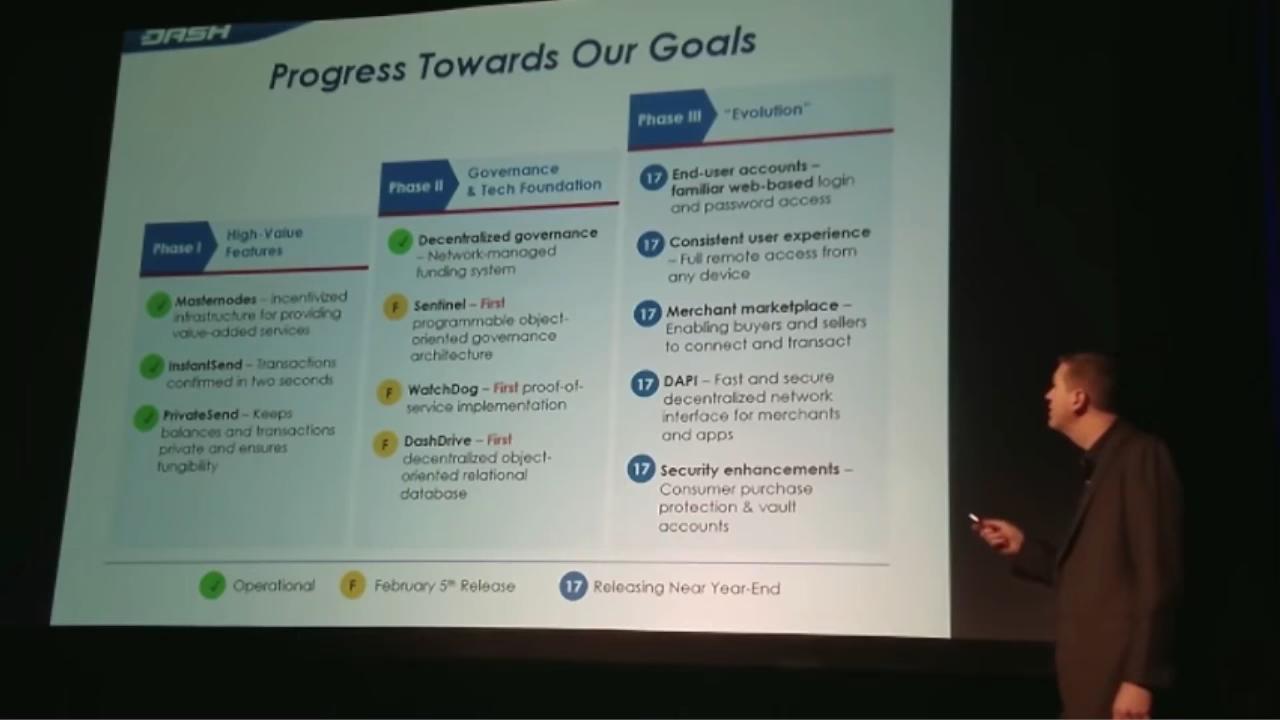 DASH
Progress Towards Our Goals
Phase I
High-Value
Features
✓ Masternodes – incentivized
infrastructure for providing
value-added services
✓ InstantSend – Transactions
confirmed in two seconds
✓ PrivateSend – Keeps
balances and transactions
private and ensures
fungibility
Phase II
Governance
& Tech Foundation
✓ Decentralized governance
– Network-managed
funding system
F Sentinel – First
programmable object-
oriented governance
architecture
F WatchDog – First proof-of-
service implementation
F DashDrive – First
decentralized object-
oriented relational
database
Phase III
"Evolution"
17 End-user accounts –
familiar web-based login
and password access
17 Consistent user experience
– Full remote access from
any device
17 Merchant marketplace –
Enabling buyers and sellers
to connect and transact
17 DAPI – Fast and secure
decentralized network
interface for merchants
and apps
17 Security enhancements –
Consumer purchase
protection & vault
accounts
✓ Operational
F February 5th Release
17 Releasing Near Year-End